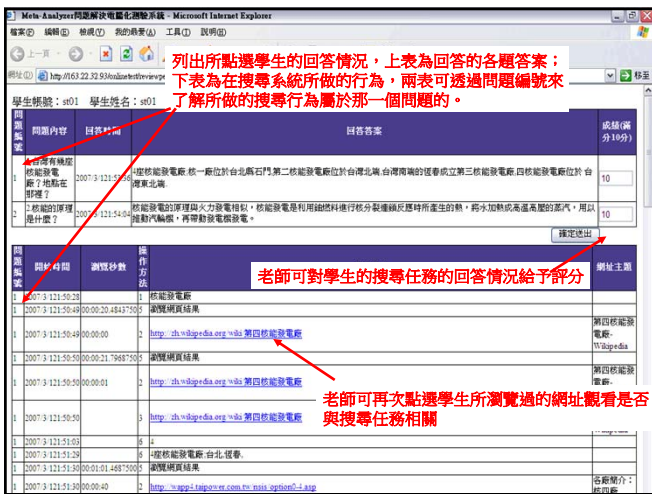 Meta-Analyzer問題解決電腦化測驗系統 - Microsoft Internet Explorer
檔案(F) 編輯(E) 檢視(V) 我的最愛(A) 工具(T) 說明(H)
上一頁
列出所點選學生的回答情況,上表為回答的各題答案;
下表為在搜尋系統所做的行為,兩表可透過問題編號來
了解所做的搜尋行為屬於那一個問題的。
網址(D) http://163.22.32.93/onlinetest/reviewpe 移至
學生帳號:st01 學生姓名:st01
問題編號 問題內容 回答時間 回答答案 成績(滿分10分)
1 台灣有幾座核能發電廠?地點在那裡? 4座核能發電廠.核一廠位於台北縣石門.第二核能發電廠位於台灣北端.台灣南端的恆春成立第三核能發電廠.四核能發電廠位於台灣東北端. 10
2 2.核能的原理是什麼? 2007/3/121:54:04 核能發電的原理與火力發電相似,核能發電是利用鈾燃料進行核分裂連鎖反應時所產生的熱,將水加熱成高溫高壓的蒸汽,用以推動汽輪機,再帶動發電機發電。 10
確定送出
問題編號 開始時間 瀏覽秒數 操作方法 網址主題
老師可對學生的搜尋任務的回答情況給予評分
1 2007/3/121:50:28 1 核能發電廠
1 2007/3/121:50:49 00:00:20.4843750 5 瀏覽網頁結果
1 2007/3/121:50:49 00:00:00 2 http://zh.wikipedia.org/wiki/第四核能發電廠 第四核能發電廠-Wikipedia
1 2007/3/121:50:50 00:00:21.7968750 5 瀏覽網頁結果
1 2007/3/121:50:50 00:00:01 2 http://zh.wikipedia.org/wiki/第四核能發電廠 第四核能發電廠-
老師可再次點選學生所瀏覽過的網址觀看是否
與搜尋任務相關
1 2007/3/121:50:50 3 http://zh.wikipedia.org/wiki/第四核能發電廠
1 2007/3/121:51:03 6 4
1 2007/3/121:51:29 6 4座核能發電廠.台北.恆春.
1 2007/3/121:51:30 00:01:01.4687500 5 瀏覽網頁結果
1 2007/3/121:51:30 00:00:40 2 http://wapp4.taipower.com.tw/nsis/option0-4.asp 各廠簡介:核四廠